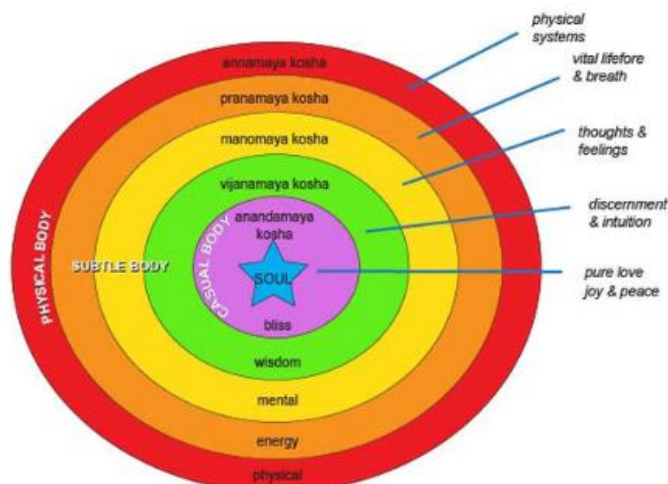 physical
systems
vital lifefore
& breath
thoughts &
feelings
discernment
& intuition
pure love
joy & peace
annamaya kosha
pranamaya kosha
manomaya kosha
vijanamaya kosha
anandamaya
kosha
PHYSICAL BODY
SUBTLE BODY
CASUAL BODY
SOUL
bliss
wisdom
mental
energy
physical